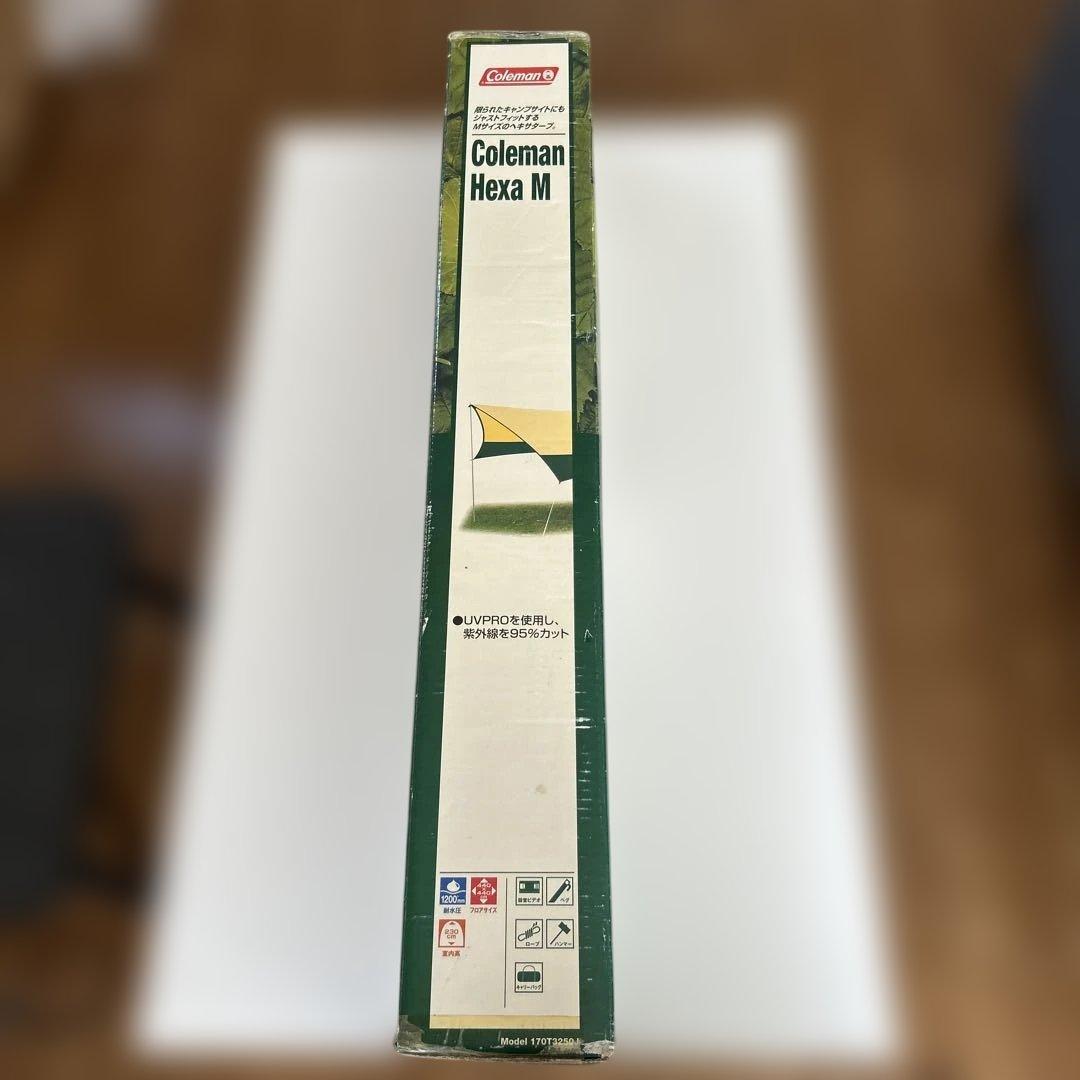 Coleman
限られたキャンプサイトにも
ジャストフィットする
Mサイズのヘキサタープ。
Coleman
Hexa M
●UVPROを使用し、
紫外線を95%カット
1200mm
耐水圧
440
×
440
cm
フロアサイズ
設営ビデオ
ペグ
230
cm
室内高
ロープ
ハンマー
キャリーバッグ
Model 170T3250J